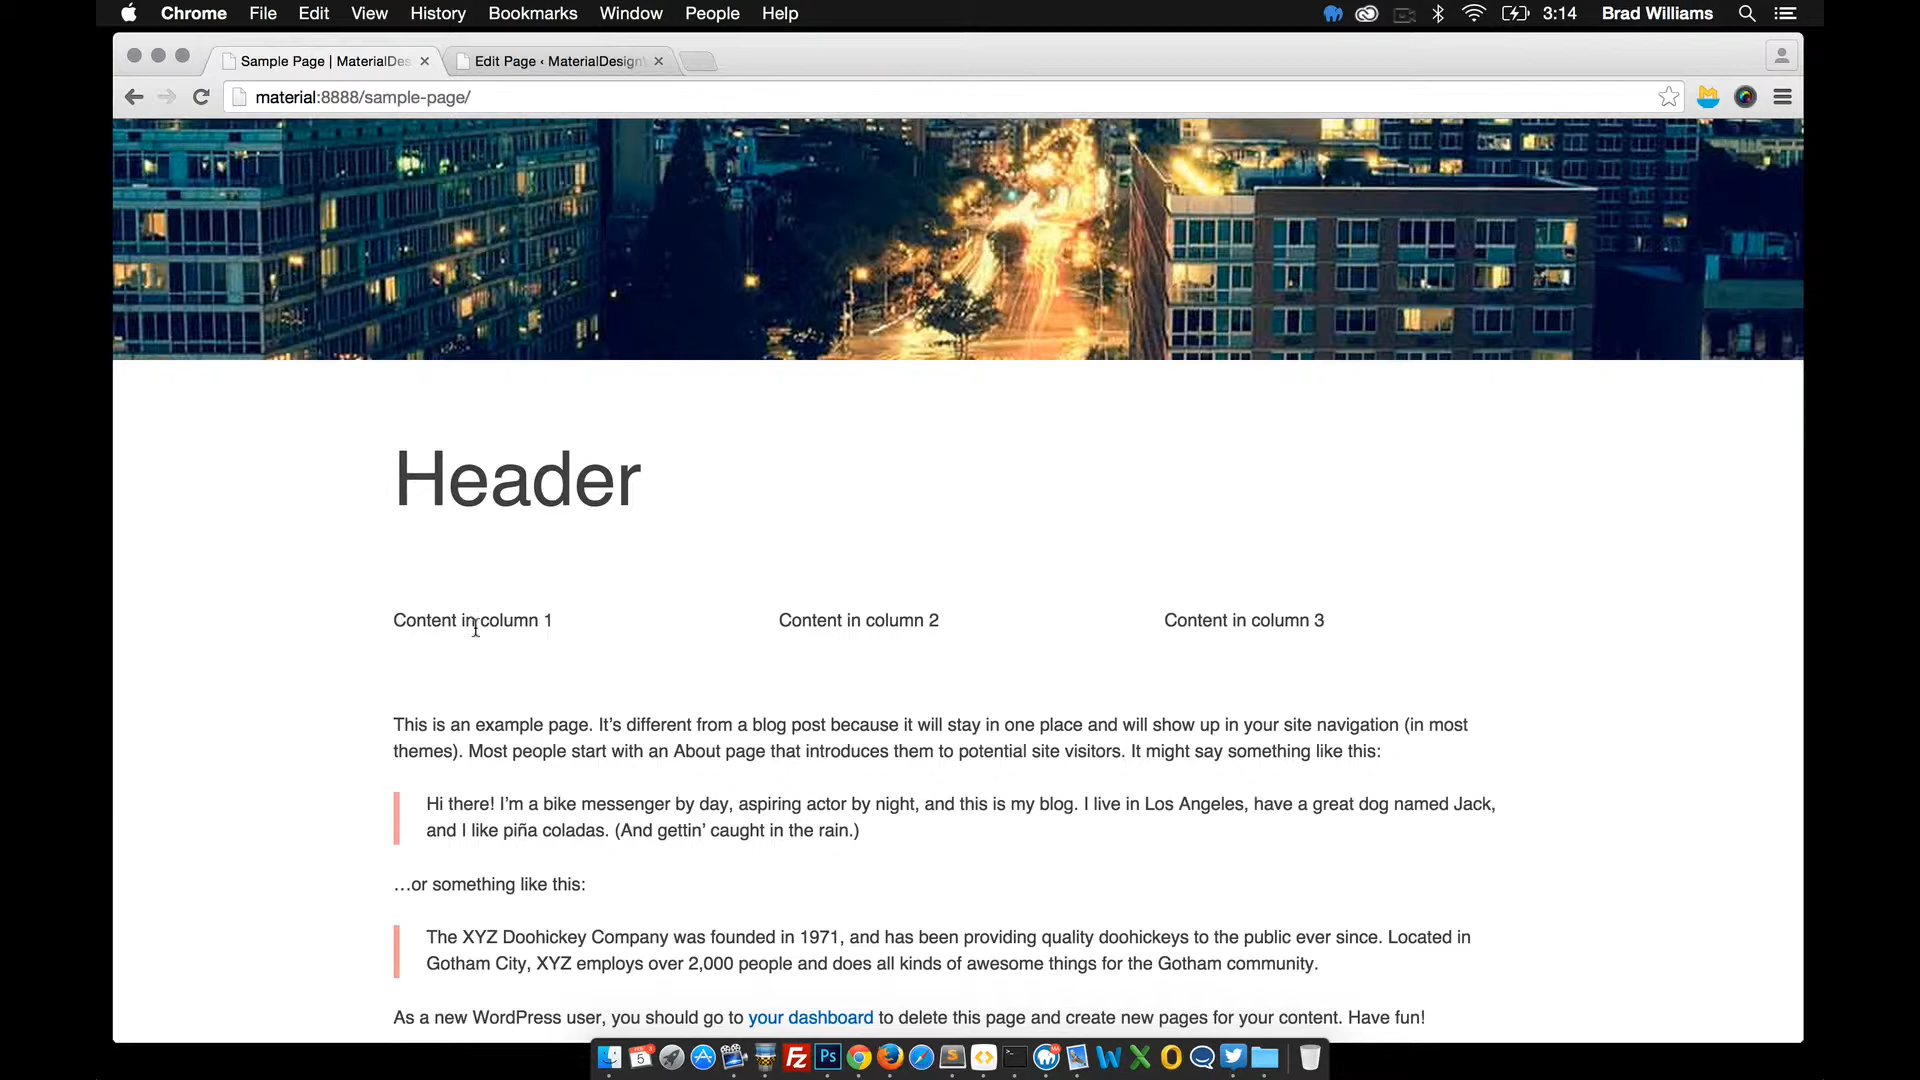 Chrome File Edit View History Bookmarks Window People Help 3:14 Brad Williams
Sample Page | MaterialDes Edit Page ‹ MaterialDesign
material:8888/sample-page/
Header
Content in column 1 Content in column 2 Content in column 3
This is an example page. It’s different from a blog post because it will stay in one place and will show up in your site navigation (in most
themes). Most people start with an About page that introduces them to potential site visitors. It might say something like this:
Hi there! I’m a bike messenger by day, aspiring actor by night, and this is my blog. I live in Los Angeles, have a great dog named Jack,
and I like piña coladas. (And gettin’ caught in the rain.)
…or something like this:
The XYZ Doohickey Company was founded in 1971, and has been providing quality doohickeys to the public ever since. Located in
Gotham City, XYZ employs over 2,000 people and does all kinds of awesome things for the Gotham community.
As a new WordPress user, you should go to your dashboard to delete this page and create new pages for your content. Have fun!
5 Fz Ps S W X O